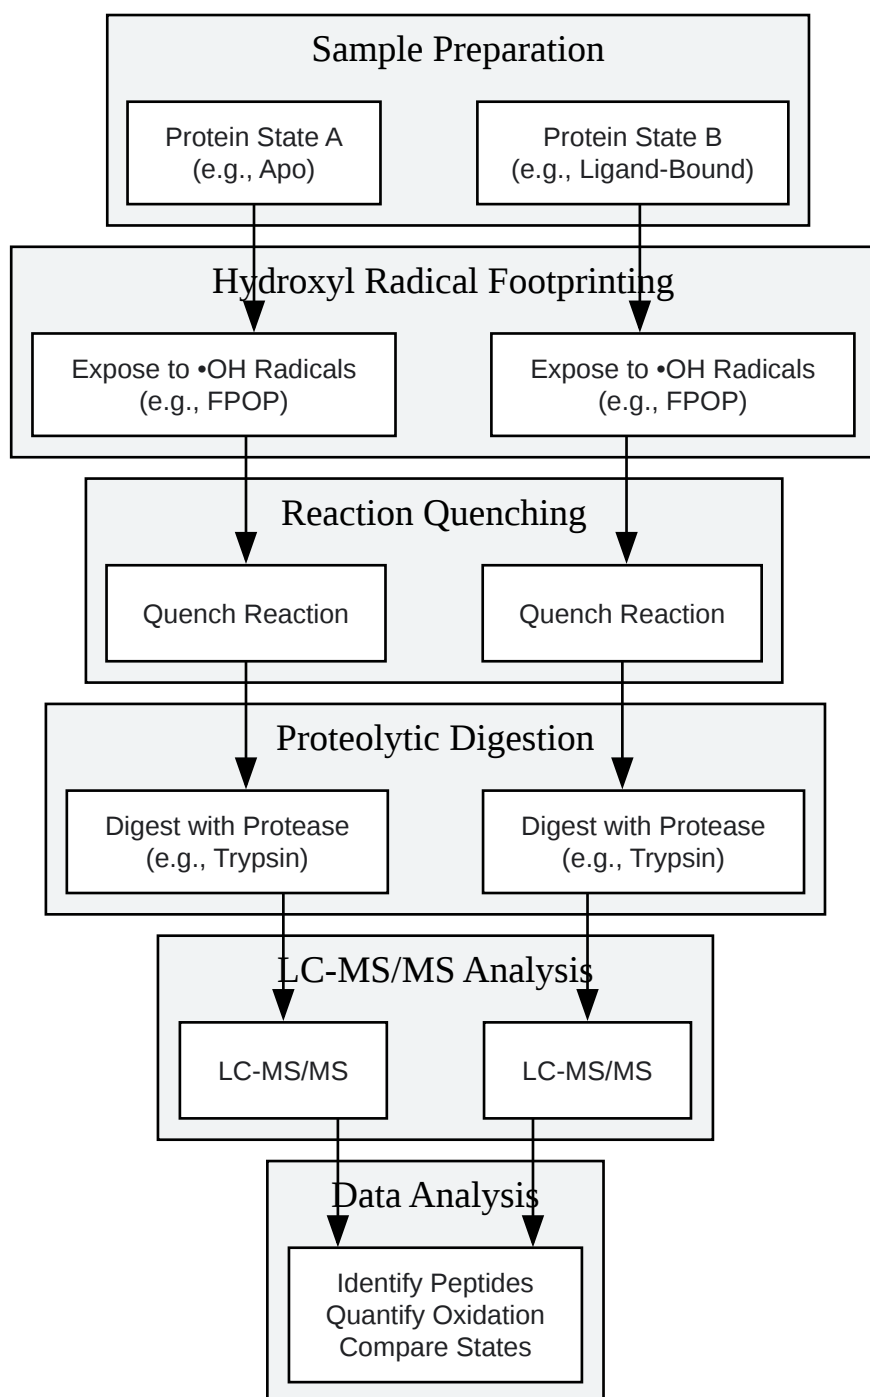 Sample Preparation
Protein State A
(e.g., Apo)
Protein State B
(e.g., Ligand-Bound)
Hydroxyl Radical Footprinting
Expose to •OH Radicals
(e.g., FPOP)
Expose to •OH Radicals
(e.g., FPOP)
Reaction Quenching
Quench Reaction
Quench Reaction
Proteolytic Digestion
Digest with Protease
(e.g., Trypsin)
Digest with Protease
(e.g., Trypsin)
LC-MS/MS Analysis
LC-MS/MS
LC-MS/MS
Data Analysis
Identify Peptides
Quantify Oxidation
Compare States